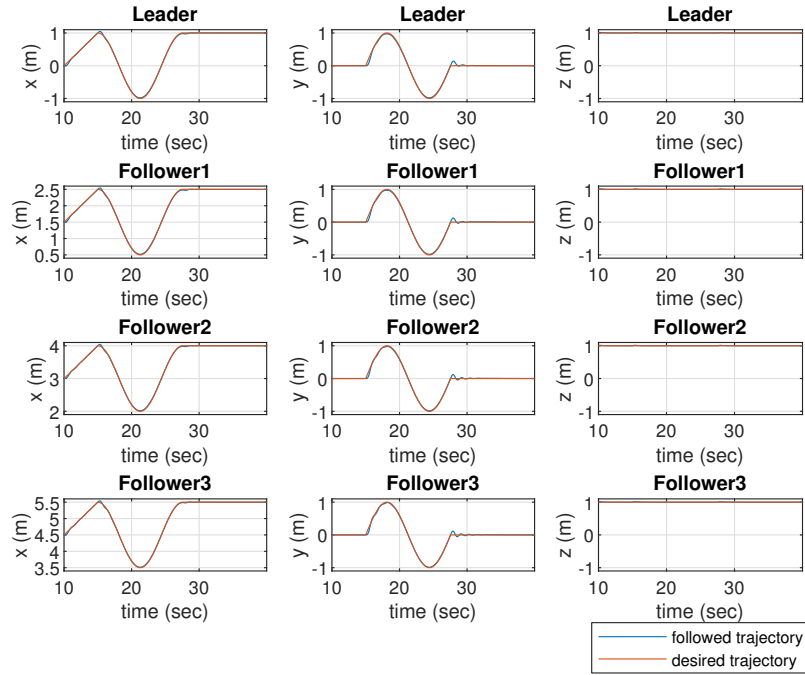 Leader Leader Leader
1 1 1
x (m) 0 y (m) 0 z (m) 0
-1 -1 -1
10 20 30 10 20 30 10 20 30
time (sec) time (sec) time (sec)
Follower1 Follower1 Follower1
2.5 1 1
x (m) 1.5 y (m) 0 z (m) 0
1
0.5 -1 -1
10 20 30 10 20 30 10 20 30
time (sec) time (sec) time (sec)
Follower2 Follower2 Follower2
4 1 1
x (m) 3 y (m) 0 z (m) 0
2 -1 -1
10 20 30 10 20 30 10 20 30
time (sec) time (sec) time (sec)
Follower3 Follower3 Follower3
5.5 1 1
5
x (m) 4.5 y (m) 0 z (m) 0
4
3.5 -1 -1
10 20 30 10 20 30 10 20 30
time (sec) time (sec) time (sec)
followed trajectory
desired trajectory